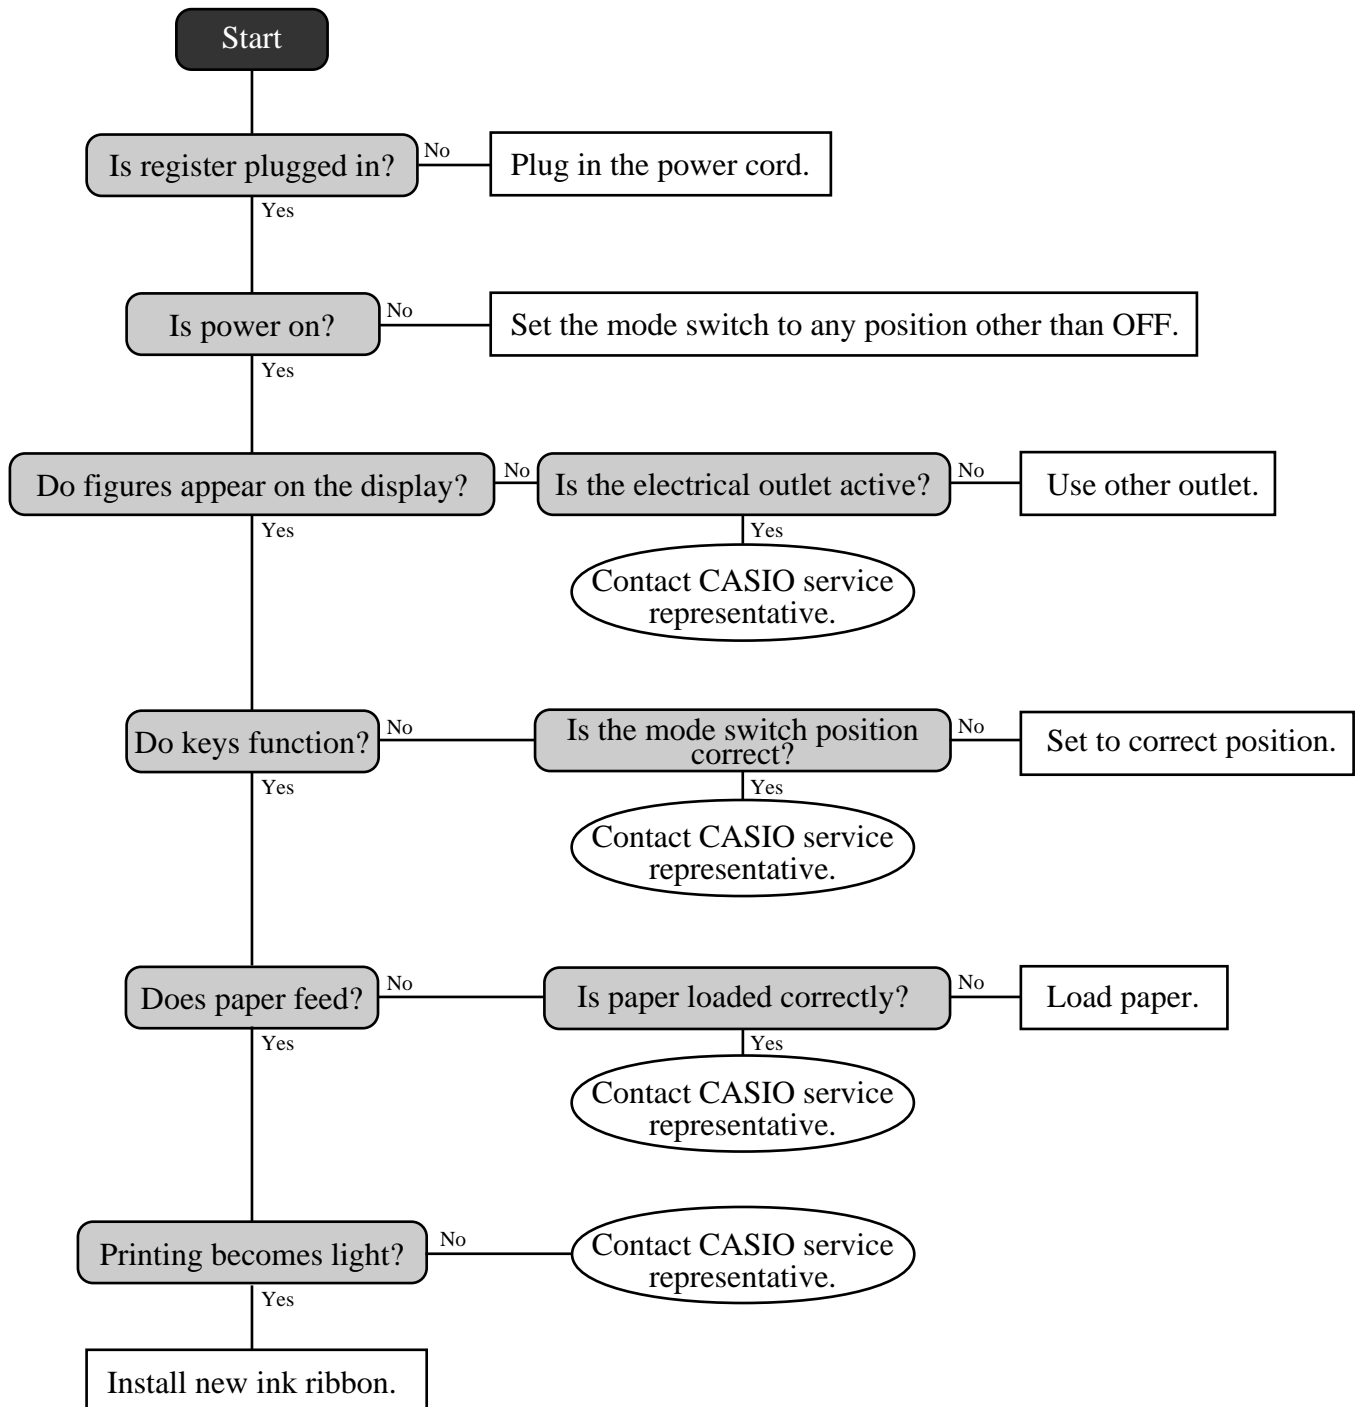 Start
Is register plugged in?
No
Plug in the power cord.
Yes
Is power on?
No
Set the mode switch to any position other than OFF.
Yes
Do figures appear on the display?
No
Is the electrical outlet active?
No
Use other outlet.
Yes
Yes
Contact CASIO service
representative.
Do keys function?
No
Is the mode switch position
correct?
No
Set to correct position.
Yes
Yes
Contact CASIO service
representative.
Does paper feed?
No
Is paper loaded correctly?
No
Load paper.
Yes
Yes
Contact CASIO service
representative.
Printing becomes light?
No
Contact CASIO service
representative.
Yes
Install new ink ribbon.